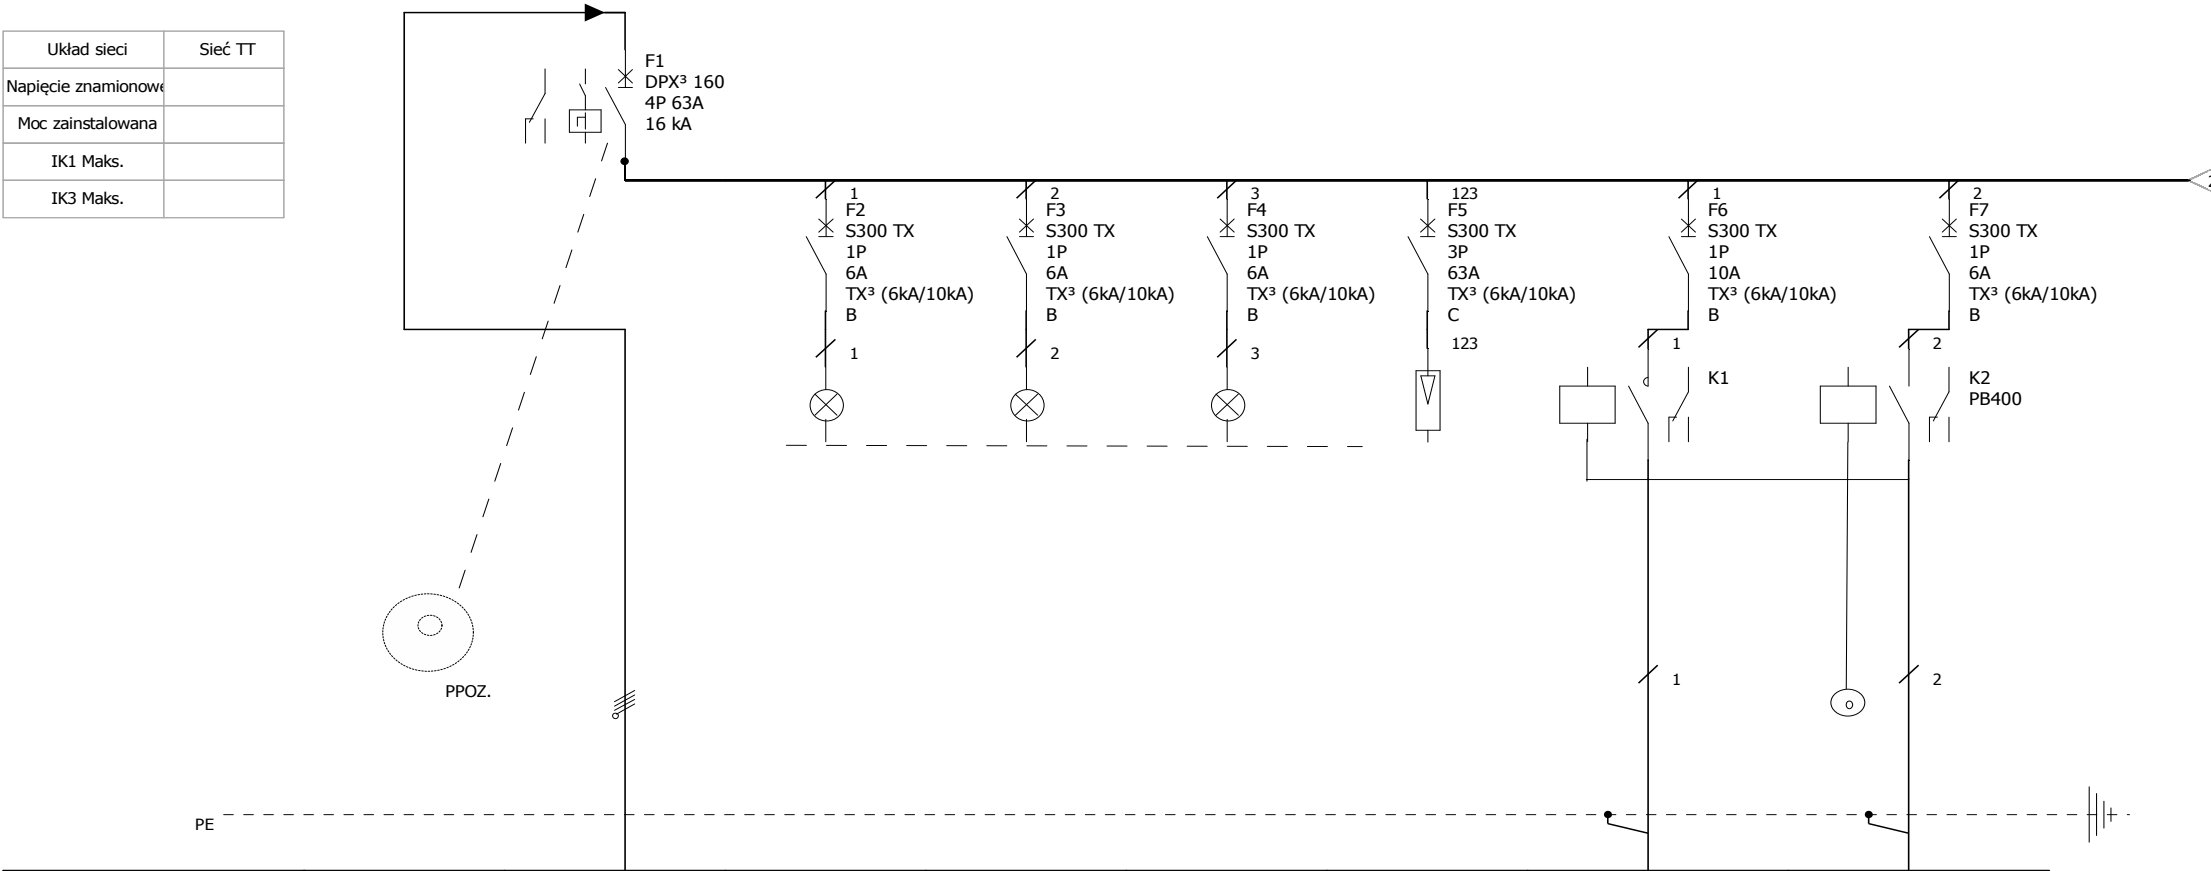 Układ sieci Sieć TT
Napięcie znamionowe
Moc zainstalowana
IK1 Maks.
IK3 Maks.
F1
DPX³ 160
4P 63A
16 kA
1
F2
S300 TX
1P
6A
TX³ (6kA/10kA)
B
1
2
F3
S300 TX
1P
6A
TX³ (6kA/10kA)
B
2
3
F4
S300 TX
1P
6A
TX³ (6kA/10kA)
B
3
123
F5
S300 TX
3P
63A
TX³ (6kA/10kA)
C
123
1
F6
S300 TX
1P
10A
TX³ (6kA/10kA)
B
1
K1
1
2
F7
S300 TX
1P
6A
TX³ (6kA/10kA)
B
2
K2
PB400
2
PPOZ.
PE